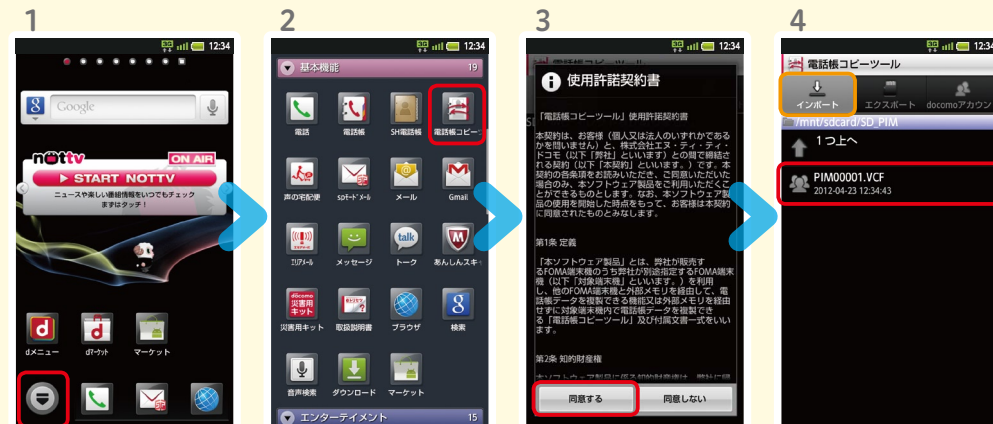 1
3G 12:34
8 Google
nottv
ON AIR
▶ START NOTTV
ニュースや楽しい番組情報をいつでもチェック
まずはタッチ!
d
d
dメニュー
dマーケット
マーケット
2
3G 12:34
基本機能 19
電話
電話帳
SH電話帳
電話帳コピーツ
声の宅配便
spモードメール
メール
Gmail
エリアメール
メッセージ
talk
トーク
あんしんスキ
docomo
災害用
キット
災害用キット
取扱説明書
ブラウザ
8
検索
音声検索
ダウンロード
マーケット
エンターテイメント 15
3
3G 12:34
使用許諾契約書
「電話帳コピーツール」使用許諾契約書
本契約は、お客様(個人又は法人のいずれかである
かを問いません)と、株式会社エヌ・ティ・ティ・
ドコモ(以下「弊社」といいます)との間で締結さ
れる契約(以下「本契約」といいます。)です。本
契約の各条項をお読みいただき、ご同意いただいた
場合のみ、本ソフトウェア製品をご利用いただくこ
とができるものとします。なお、本ソフトウェア製
品の使用を開始した時点をもって、お客様は本契約
に同意されたものとみなします。
第1条 定義
「本ソフトウェア製品」とは、弊社が販売す
るFOMA端末機のうち弊社が別途指定するFOMA端末
機(以下「対象端末機」といいます。)を利用
し、他のFOMA端末機と外部メモリを経由して、電
話帳データを複製できる機能又は外部メモリを経由
せずに対象端末機内で電話帳データを複製でき
る「電話帳コピーツール」及び付属文書一式をいい
ます。
第2条 知的財産権
同意する
同意しない
4
3G 12:34
電話帳コピーツール
インポート
エクスポート
docomoアカウン
/mnt/sdcard/SD_PIM
1つ上へ
PIM00001.VCF
2012-04-23 12:34:43